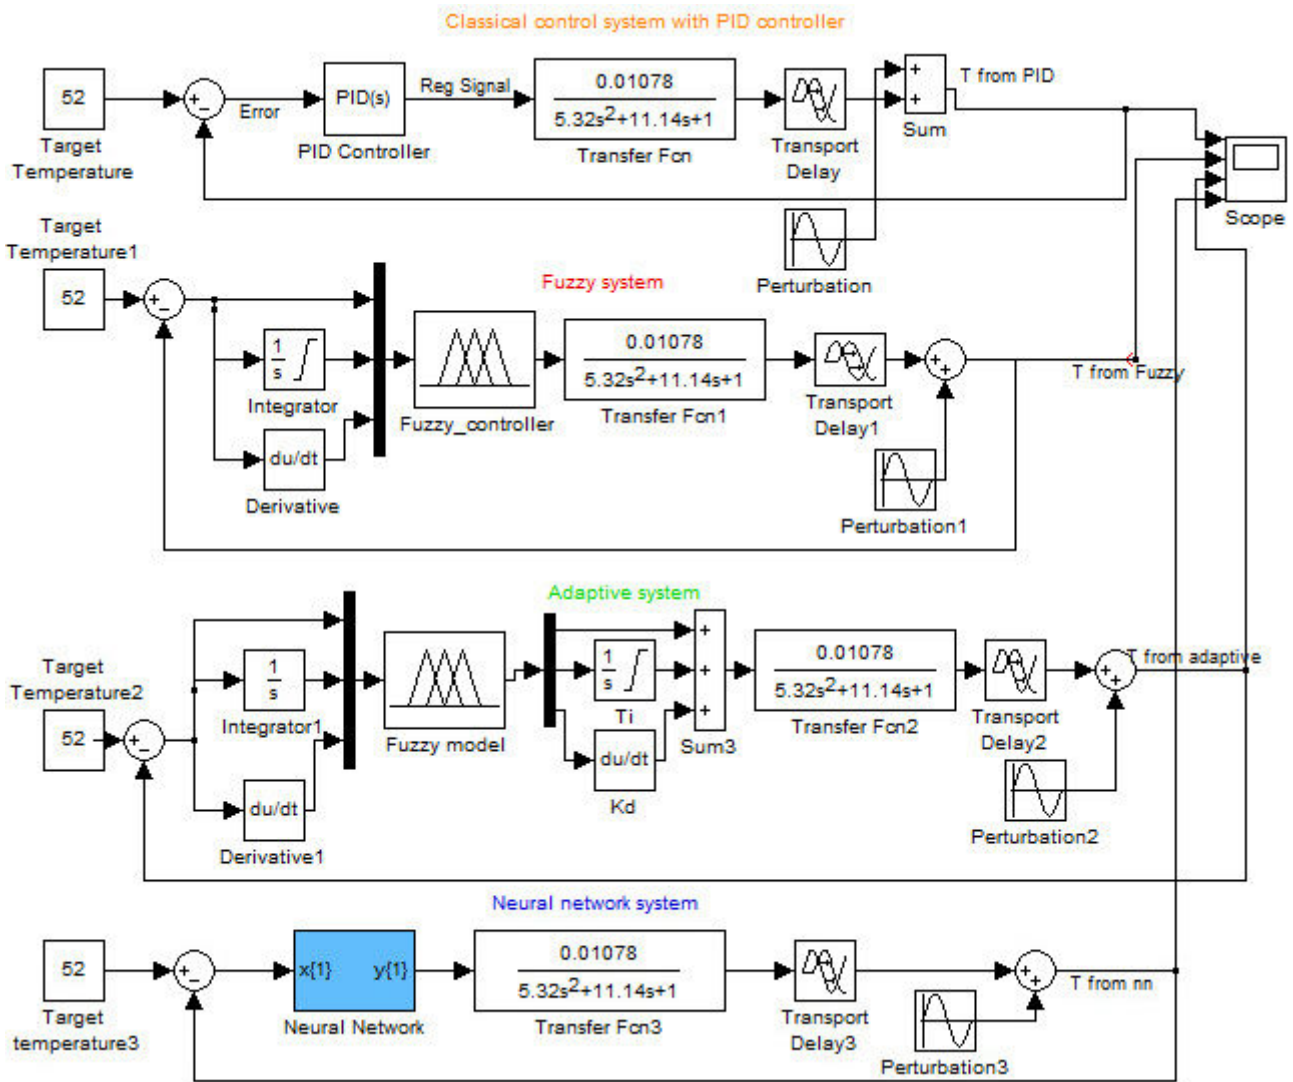 Classical control system with PID controller
52
Target
Temperature
+
−
Error
PID(s)
PID Controller
Reg Signal
0.01078
5.32s²+11.14s+1
Transfer Fcn
Transport
Delay
+
+
Sum
T from PID
Scope
Perturbation
Target
Temperature1
52
+
−
Fuzzy system
1
s
Integrator
du/dt
Derivative
Fuzzy_controller
0.01078
5.32s²+11.14s+1
Transfer Fcn1
Transport
Delay1
+
+
T from Fuzzy
Perturbation1
Adaptive system
Target
Temperature2
52
+
−
1
s
Integrator1
du/dt
Derivative1
Fuzzy model
1
s
Ti
du/dt
Kd
+
+
+
Sum3
0.01078
5.32s²+11.14s+1
Transfer Fcn2
Transport
Delay2
+
+
T from adaptive
Perturbation2
Neural network system
52
Target
temperature3
+
−
x{1} y{1}
Neural Network
0.01078
5.32s²+11.14s+1
Transfer Fcn3
Transport
Delay3
+
+
T from nn
Perturbation3